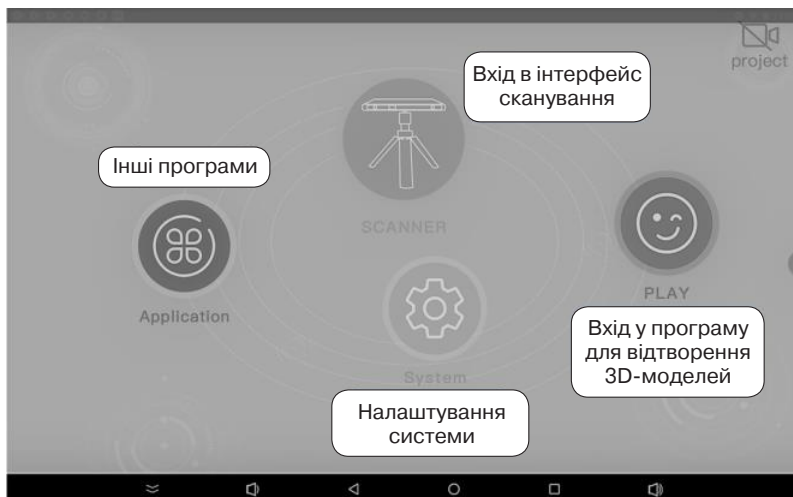 project
Вхід в інтерфейс
сканування
Інші програми
SCANNER
Application
PLAY
Вхід у програму
для відтворення
3D-моделей
System
Налаштування
системи